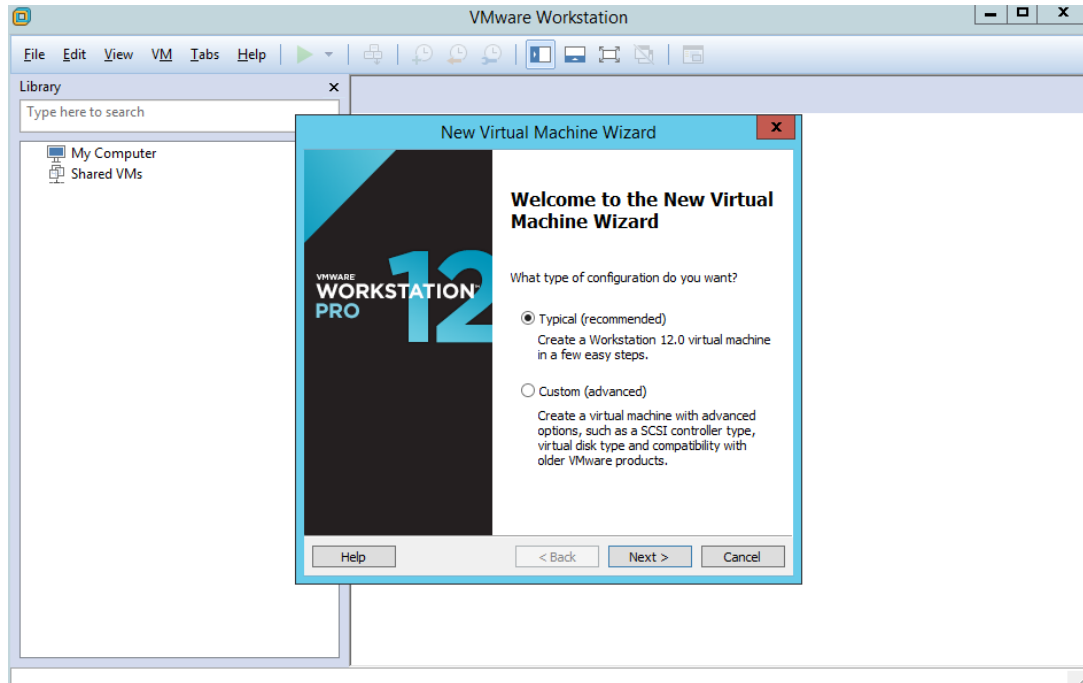 VMware Workstation
File Edit View VM Tabs Help
Library x
Type here to search
My Computer
Shared VMs
New Virtual Machine Wizard x
Welcome to the New Virtual
Machine Wizard
What type of configuration do you want?
Typical (recommended)
Create a Workstation 12.0 virtual machine
in a few easy steps.
Custom (advanced)
Create a virtual machine with advanced
options, such as a SCSI controller type,
virtual disk type and compatibility with
older VMware products.
VMWARE
WORKSTATION™ 12
PRO
Help < Back Next > Cancel